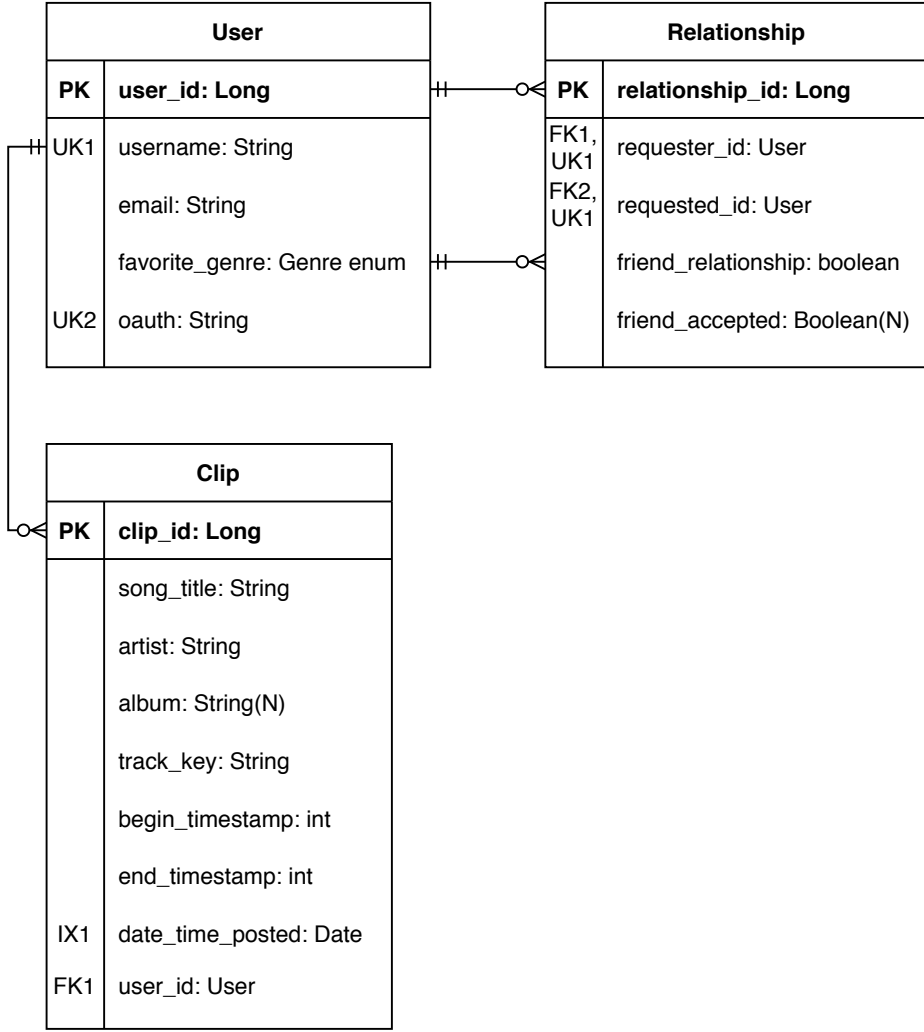 User
PK user_id: Long
UK1 username: String
email: String
favorite_genre: Genre enum
UK2 oauth: String
Relationship
PK relationship_id: Long
FK1,
UK1 requester_id: User
FK2,
UK1 requested_id: User
friend_relationship: boolean
friend_accepted: Boolean(N)
Clip
PK clip_id: Long
song_title: String
artist: String
album: String(N)
track_key: String
begin_timestamp: int
end_timestamp: int
IX1 date_time_posted: Date
FK1 user_id: User